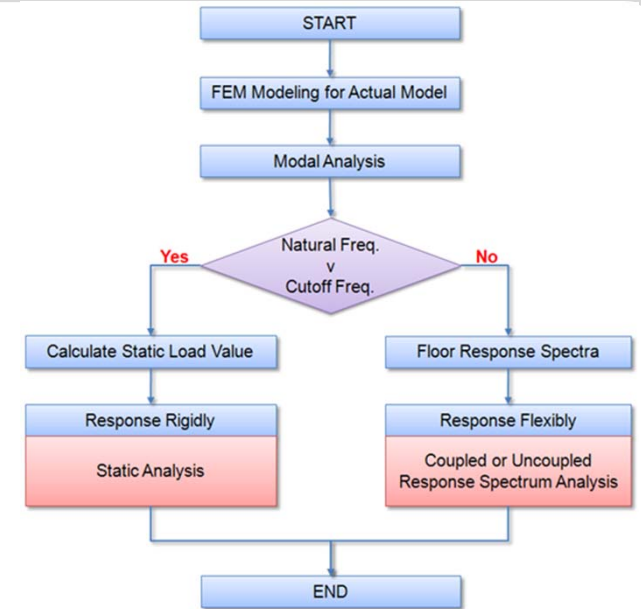 START
FEM Modeling for Actual Model
Modal Analysis
Natural Freq.
v
Cutoff Freq.
Yes
No
Calculate Static Load Value
Floor Response Spectra
Response Rigidly
Static Analysis
Response Flexibly
Coupled or Uncoupled
Response Spectrum Analysis
END